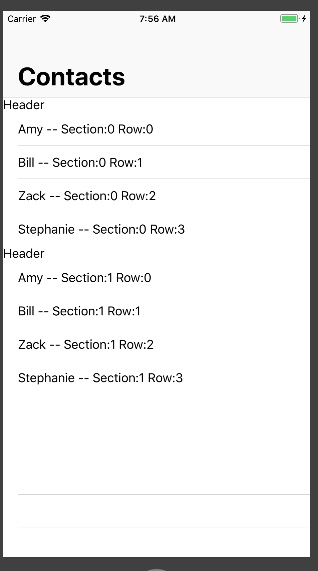 Carrier 7:56 AM
Contacts
Header
Amy -- Section:0 Row:0
Bill -- Section:0 Row:1
Zack -- Section:0 Row:2
Stephanie -- Section:0 Row:3
Header
Amy -- Section:1 Row:0
Bill -- Section:1 Row:1
Zack -- Section:1 Row:2
Stephanie -- Section:1 Row:3